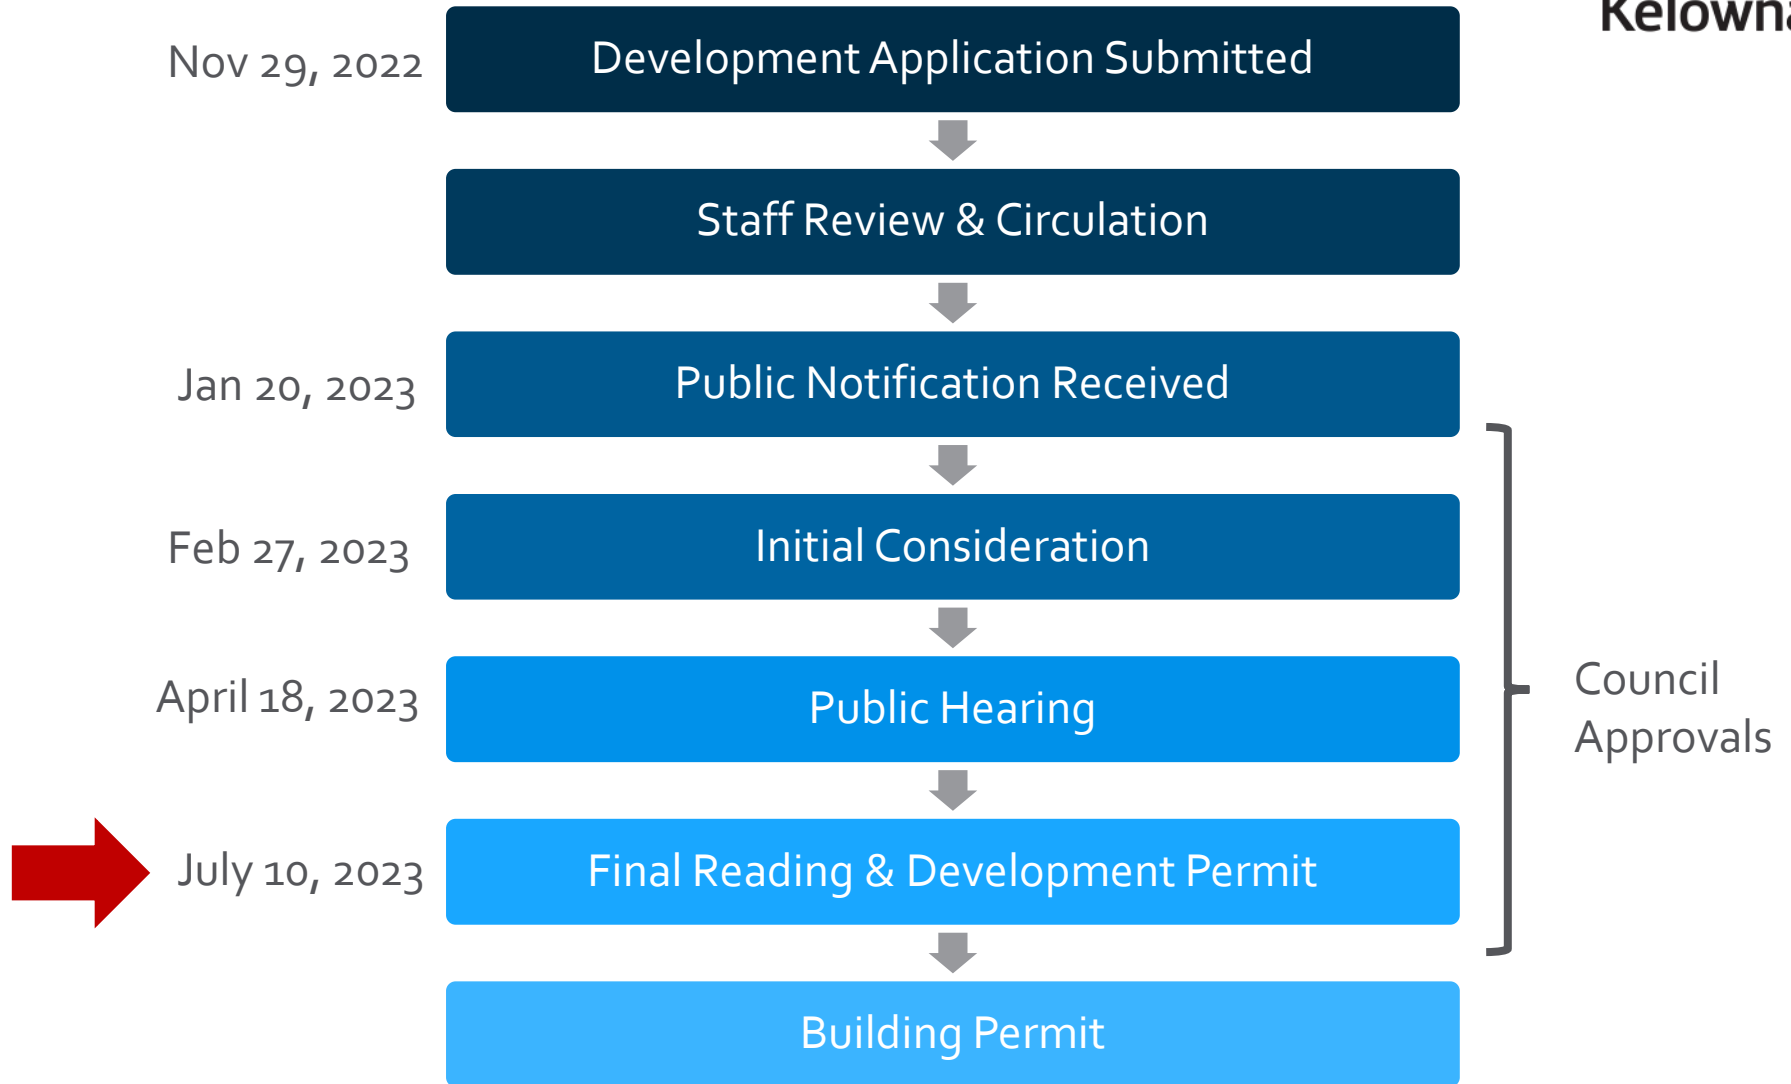 Kelowna
Nov 29, 2022
Development Application Submitted
Staff Review & Circulation
Jan 20, 2023
Public Notification Received
Feb 27, 2023
Initial Consideration
April 18, 2023
Public Hearing
Council
Approvals
July 10, 2023
Final Reading & Development Permit
Building Permit